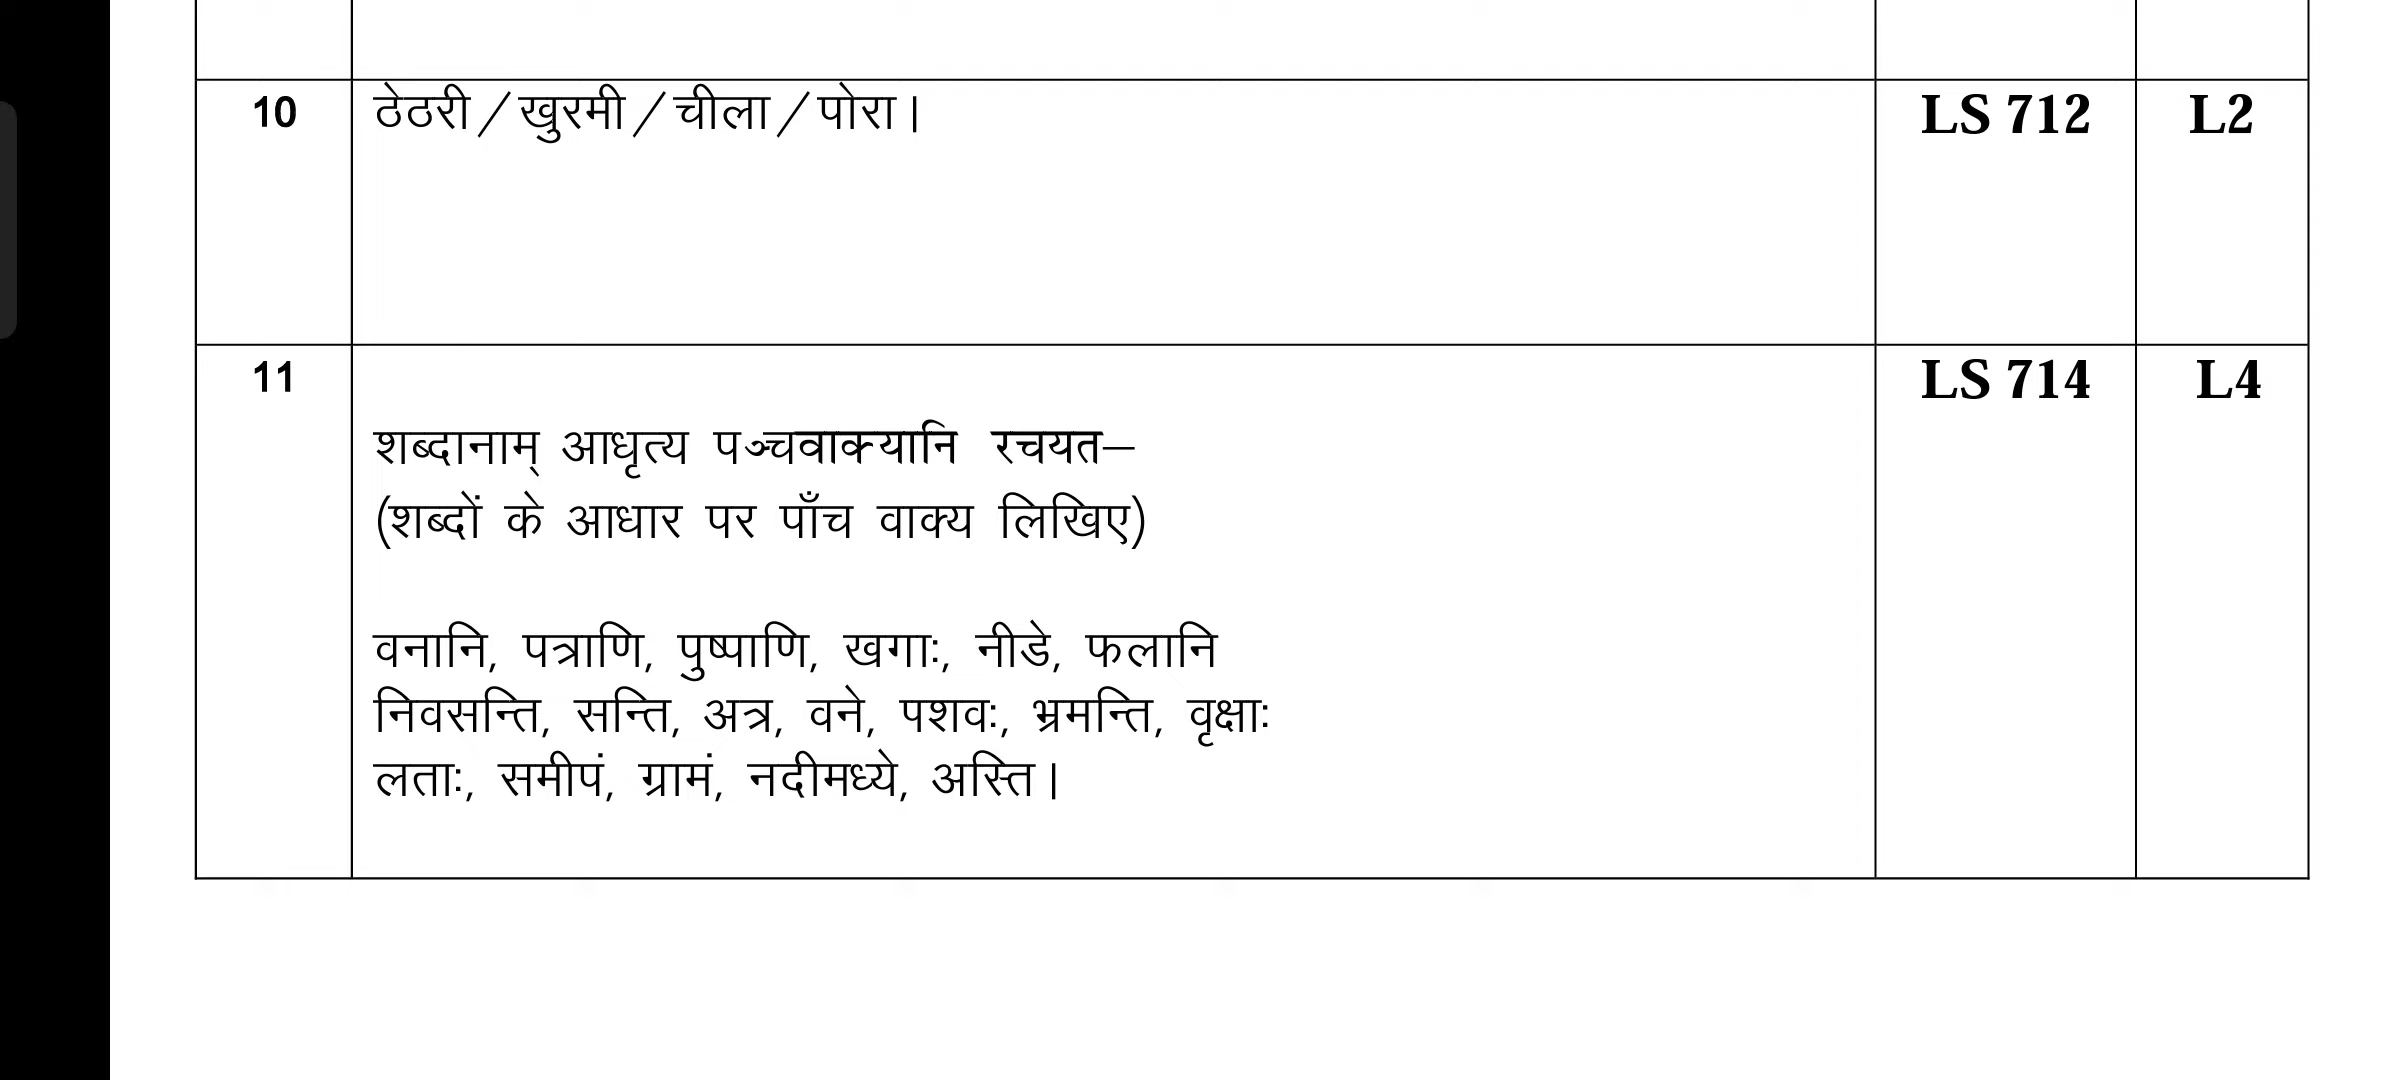 10 ठेठरी/खुरमी/चीला/पोरा। LS 712 L2
11 LS 714 L4
शब्दानाम् आधृत्य पञ्चवाक्यानि रचयत–
(शब्दों के आधार पर पाँच वाक्य लिखिए)
वनानि, पत्राणि, पुष्पाणि, खगाः, नीडे, फलानि
निवसन्ति, सन्ति, अत्र, वने, पशवः, भ्रमन्ति, वृक्षाः
लताः, समीपं, ग्रामं, नदीमध्ये, अस्ति।